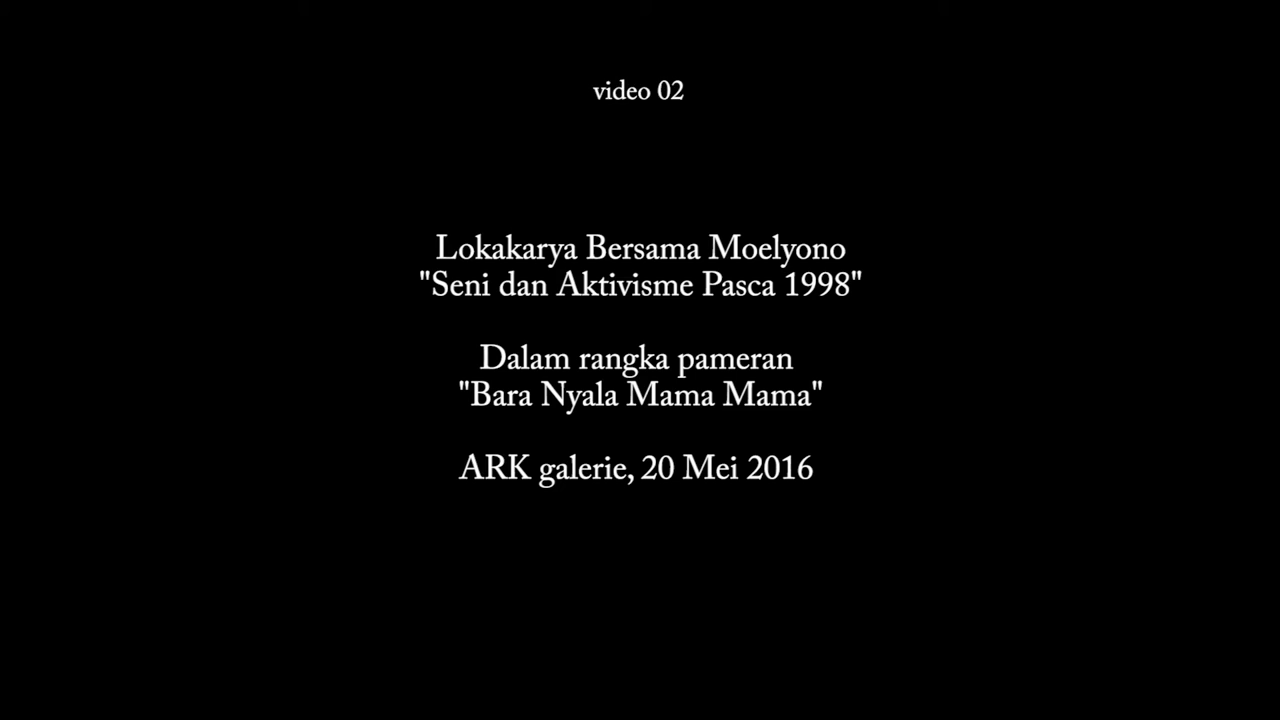 video 02
Lokakarya Bersama Moelyono
"Seni dan Aktivisme Pasca 1998"
Dalam rangka pameran
"Bara Nyala Mama Mama"
ARK galerie, 20 Mei 2016